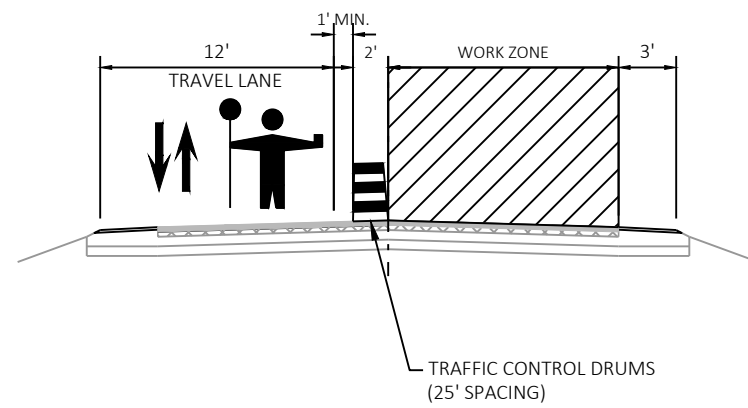 1' MIN.
12'
2'
WORK ZONE
3'
TRAVEL LANE
TRAFFIC CONTROL DRUMS
(25' SPACING)